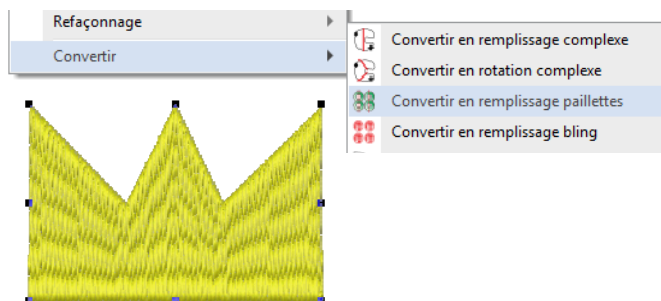 Refaçonnage
Convertir
Convertir en remplissage complexe
Convertir en rotation complexe
Convertir en remplissage paillettes
Convertir en remplissage bling